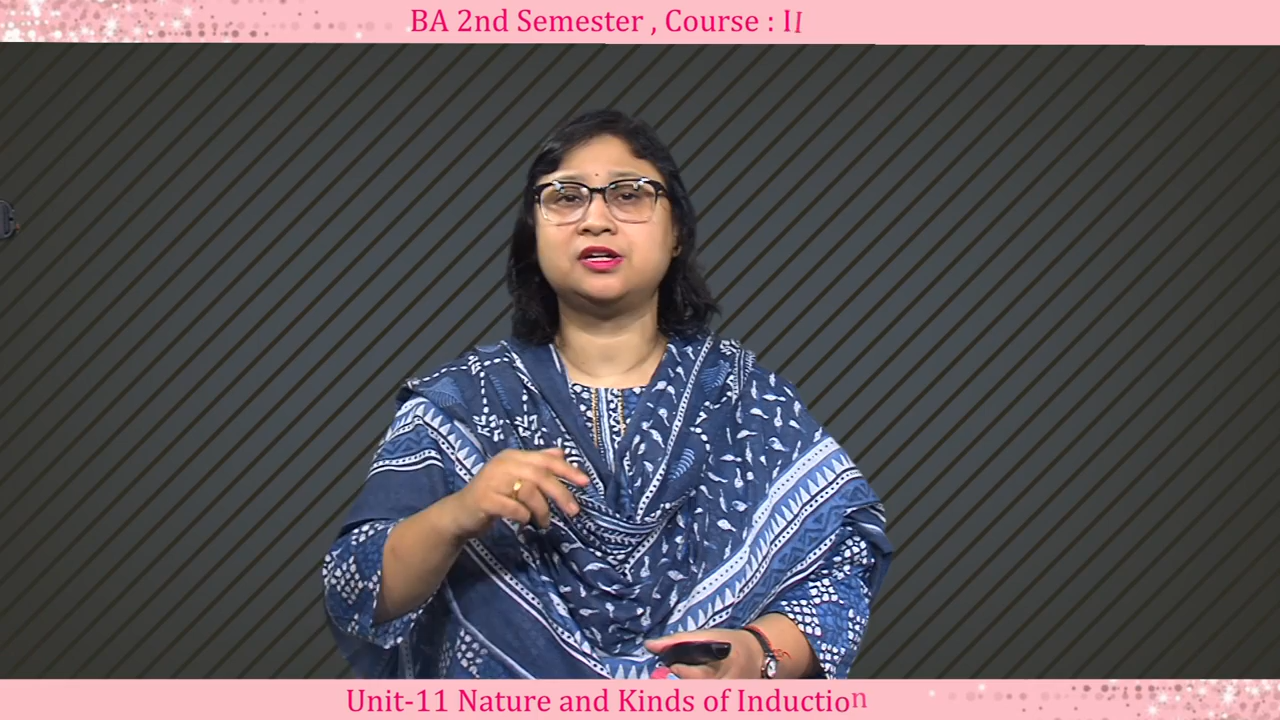 BA 2nd Semester , Course : II
Unit-11 Nature and Kinds of Induction